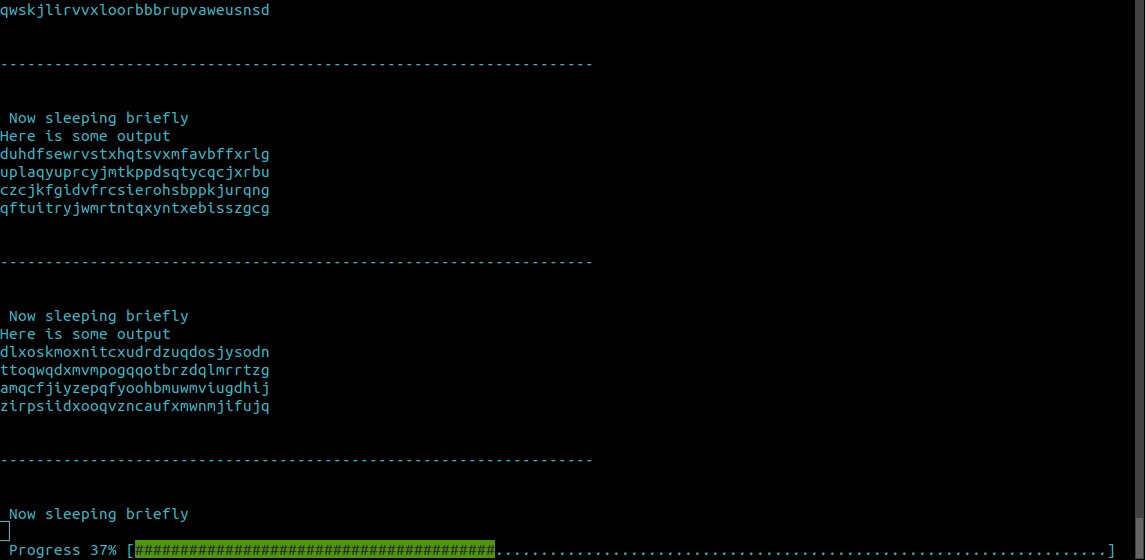 qwskjlirvvxloorbbbrupvaweusnsd
------------------------------------------------------------------
Now sleeping briefly
Here is some output
duhdfsewrvstxhqtsvxmfavbffxrlg
uplaqyuprcyjmtkppdsqtycqcjxrbu
czcjkfgidvfrcsierohsbppkjurqng
qftuitryjwmrtntqxyntxebisszgcg
------------------------------------------------------------------
Now sleeping briefly
Here is some output
dlxoskmoxnitcxudrdzuqdosjysodn
ttoqwqdxmvmpogqqotbrzdqlmrrtzg
amqcfjiyzepqfyoohbmuwmviugdhij
zirpsiidxooqvzncaufxmwnmjifujq
------------------------------------------------------------------
Now sleeping briefly
Progress 37% [########################################....................................................................]